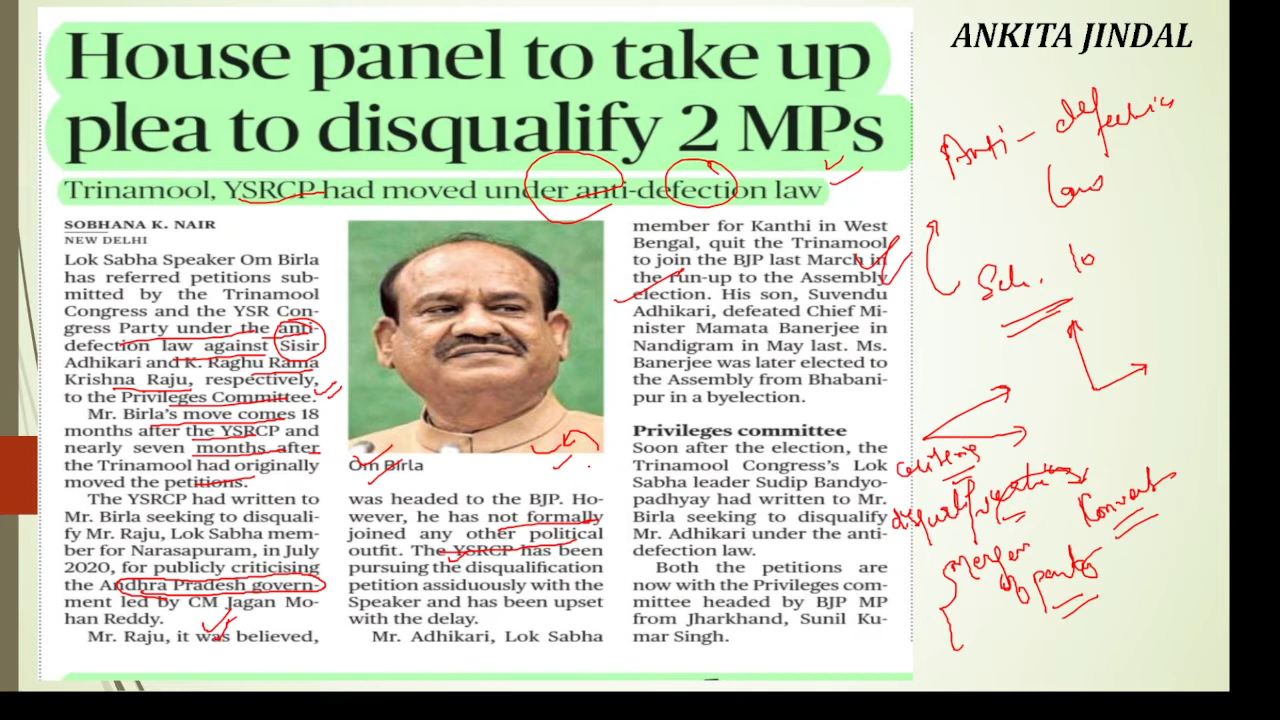 ANKITA JINDAL
House panel to take up
plea to disqualify 2 MPs
Trinamool, YSRCP had moved under anti-defection law
SOBHANA K. NAIR
NEW DELHI
Lok Sabha Speaker Om Birla
has referred petitions sub-
mitted by the Trinamool
Congress and the YSR Con-
gress Party under the anti-
defection law against Sisir
Adhikari and K. Raghu Rama
Krishna Raju, respectively,
to the Privileges Committee.
Mr. Birla's move comes 18
months after the YSRCP and
nearly seven months after
the Trinamool had originally
moved the petitions.
The YSRCP had written to
Mr. Birla seeking to disquali-
fy Mr. Raju, Lok Sabha mem-
ber for Narasapuram, in July
2020, for publicly criticising
the Andhra Pradesh govern-
ment led by CM Jagan Mo-
han Reddy.
Mr. Raju, it was believed,
Om Birla
was headed to the BJP. Ho-
wever, he has not formally
joined any other political
outfit. The YSRCP has been
pursuing the disqualification
petition assiduously with the
Speaker and has been upset
with the delay.
Mr. Adhikari, Lok Sabha
member for Kanthi in West
Bengal, quit the Trinamool
to join the BJP last March in
the run-up to the Assembly
election. His son, Suvendu
Adhikari, defeated Chief Mi-
nister Mamata Banerjee in
Nandigram in May last. Ms.
Banerjee was later elected to
the Assembly from Bhabani-
pur in a byelection.
Privileges committee
Soon after the election, the
Trinamool Congress's Lok
Sabha leader Sudip Bandyo-
padhyay had written to Mr.
Birla seeking to disqualify
Mr. Adhikari under the anti-
defection law.
Both the petitions are
now with the Privileges com-
mittee headed by BJP MP
from Jharkhand, Sunil Ku-
mar Singh.
Anti-defection
law
Sch. 10
merger
of party